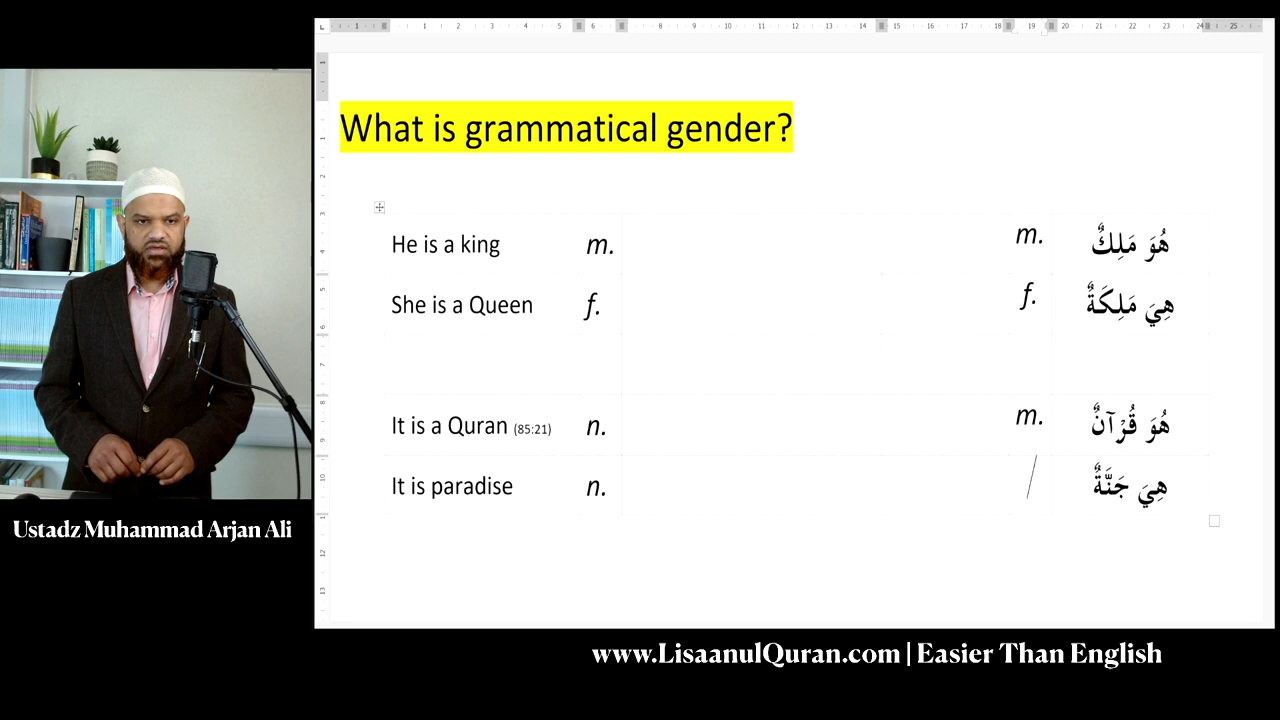 What is grammatical gender?
He is a king m. m. هُوَ مَلِكٌ
She is a Queen f. f. هِيَ مَلِكَةٌ
It is a Quran (85:21) n. m. هُوَ قُرْآنٌ
It is paradise n. هِيَ جَنَّةٌ
Ustadz Muhammad Arjan Ali
www.LisaanulQuran.com | Easier Than English